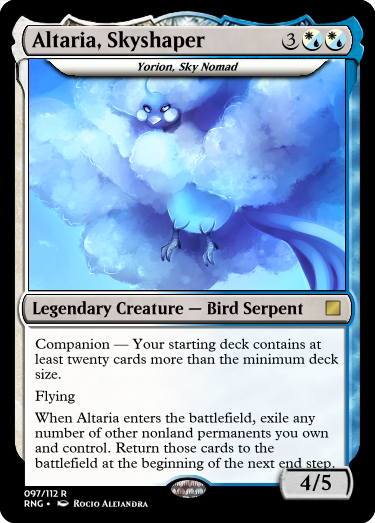 Altaria, Skyshaper 3
Yorion, Sky Nomad
Legendary Creature — Bird Serpent
Companion — Your starting deck contains at
least twenty cards more than the minimum deck
size.
Flying
When Altaria enters the battlefield, exile any
number of other nonland permanents you own
and control. Return those cards to the
battlefield at the beginning of the next end step.
4/5
097/112 R
RNG • Rocio Alejandra